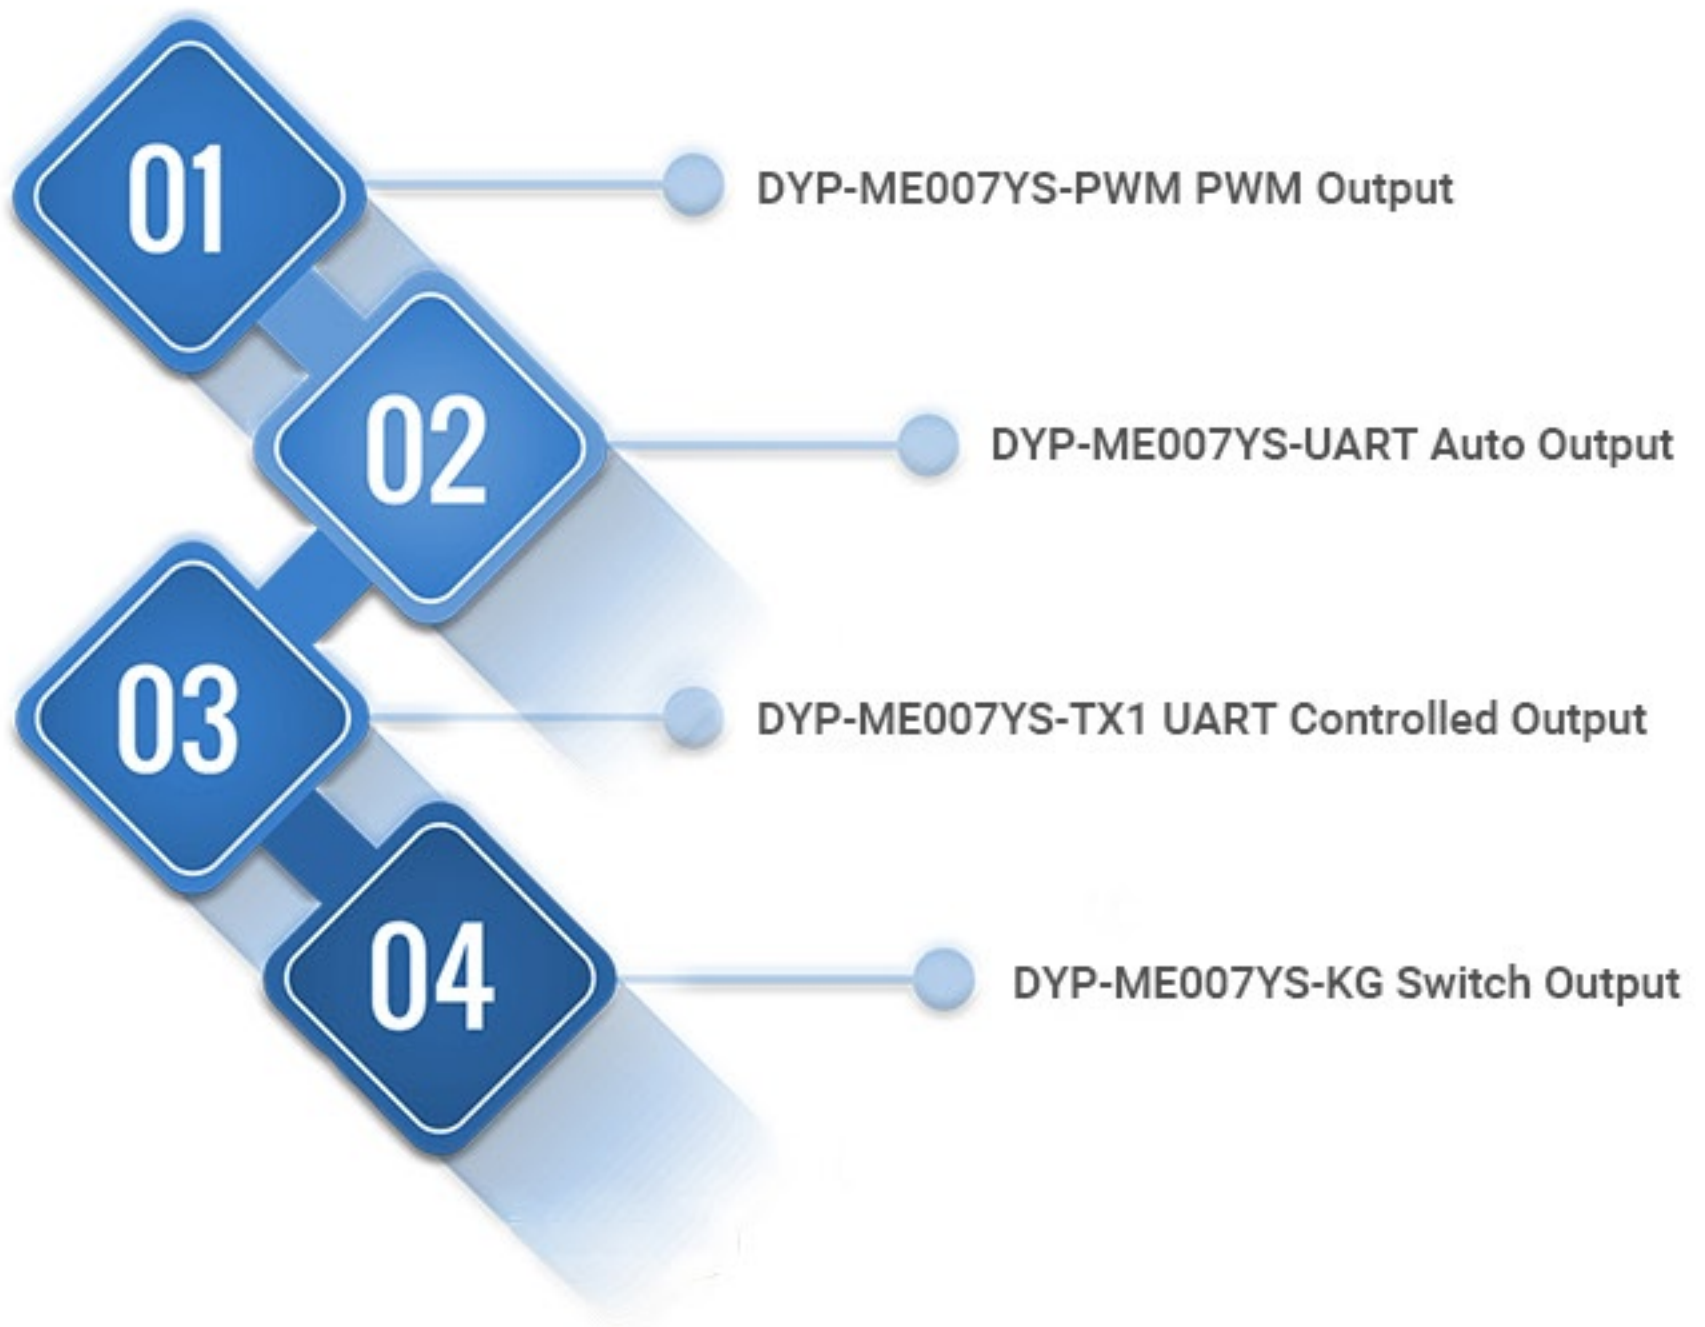 01
DYP-ME007YS-PWM PWM Output
02
DYP-ME007YS-UART Auto Output
03
DYP-ME007YS-TX1 UART Controlled Output
04
DYP-ME007YS-KG Switch Output